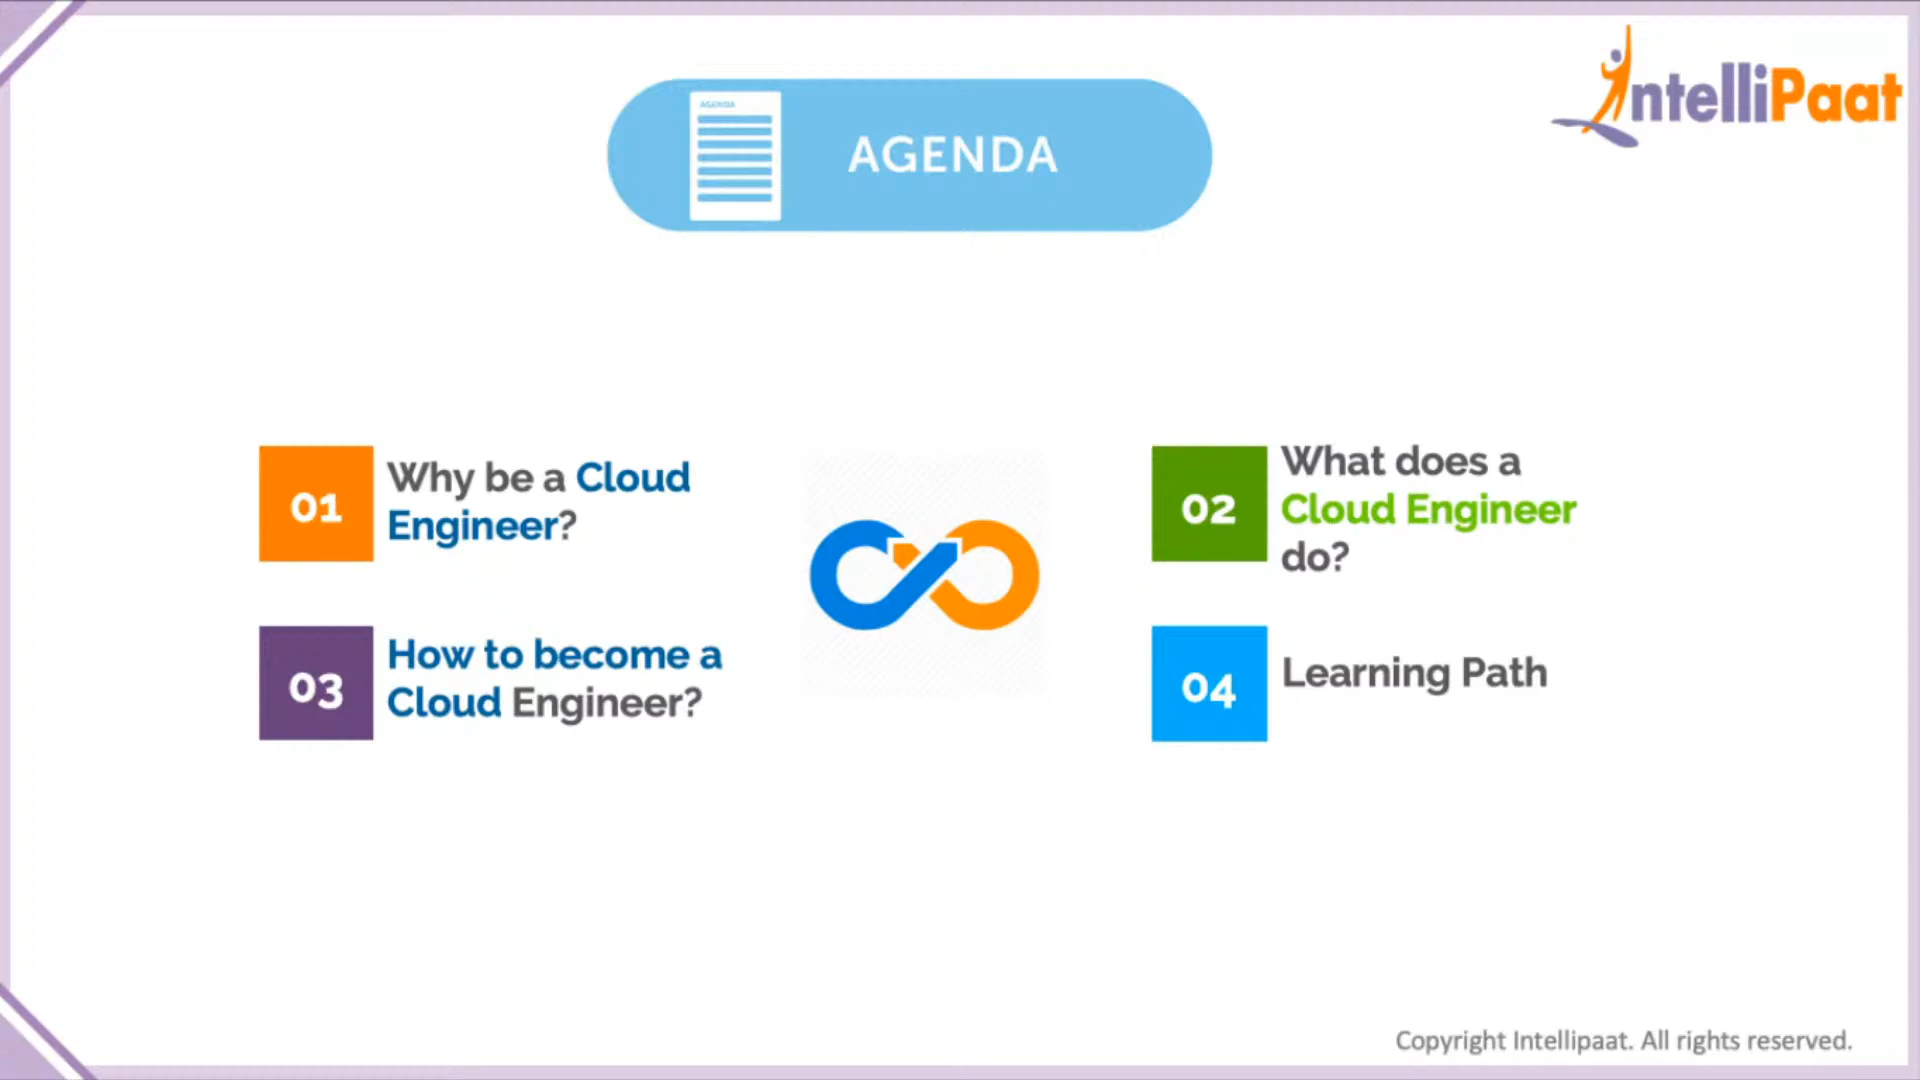 IntelliPaat
AGENDA
AGENDA
01
Why be a Cloud
Engineer?
02
What does a
Cloud Engineer
do?
03
How to become a
Cloud Engineer?
04
Learning Path
Copyright Intellipaat. All rights reserved.